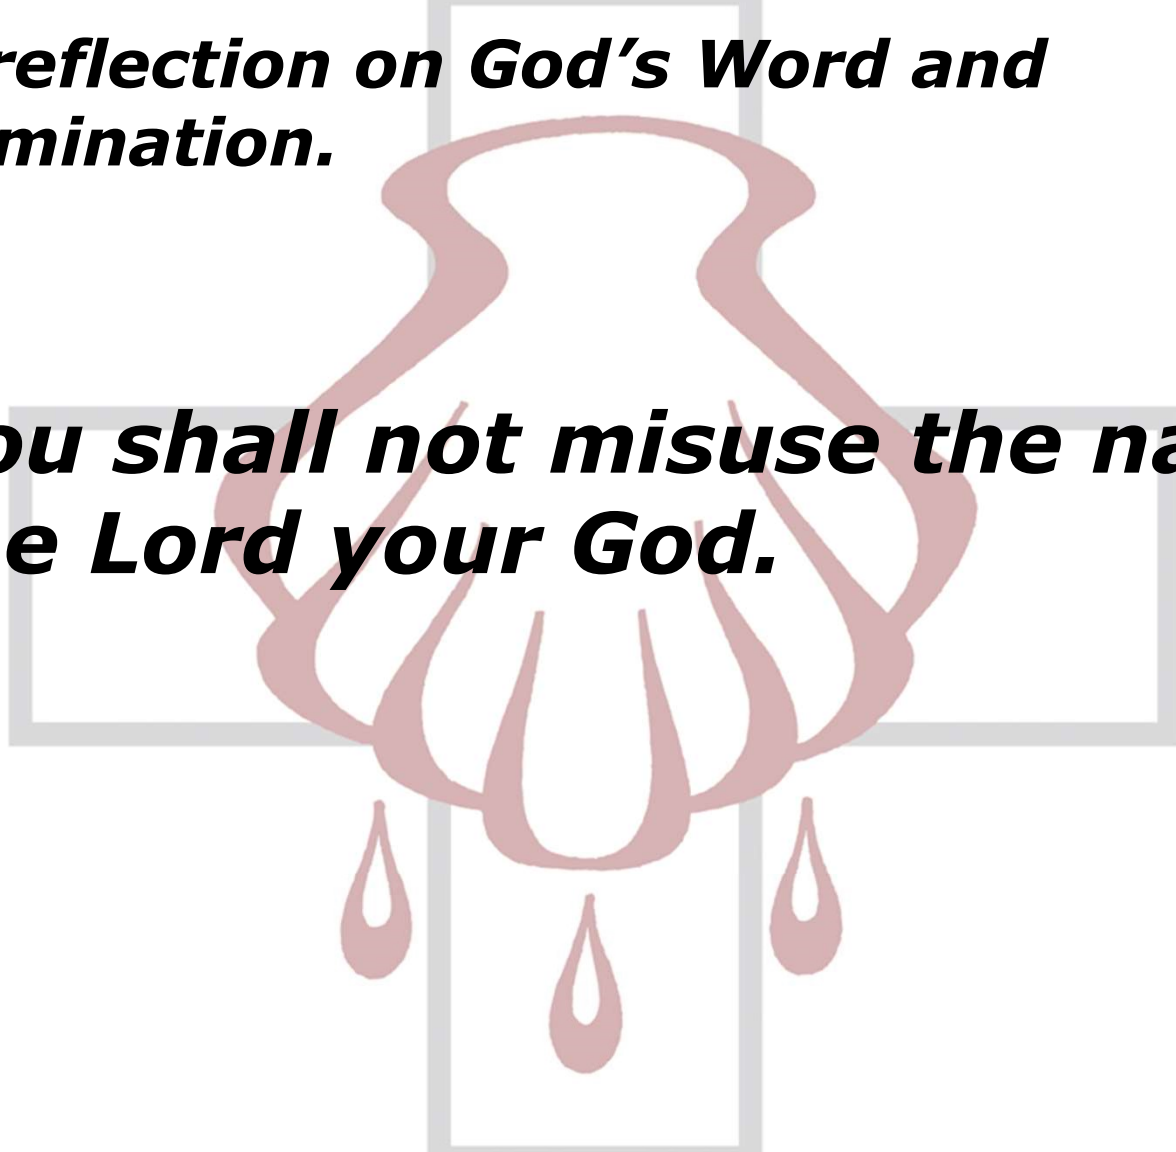 reflection on God’s Word and
mination.
ou shall not misuse the na
e Lord your God.